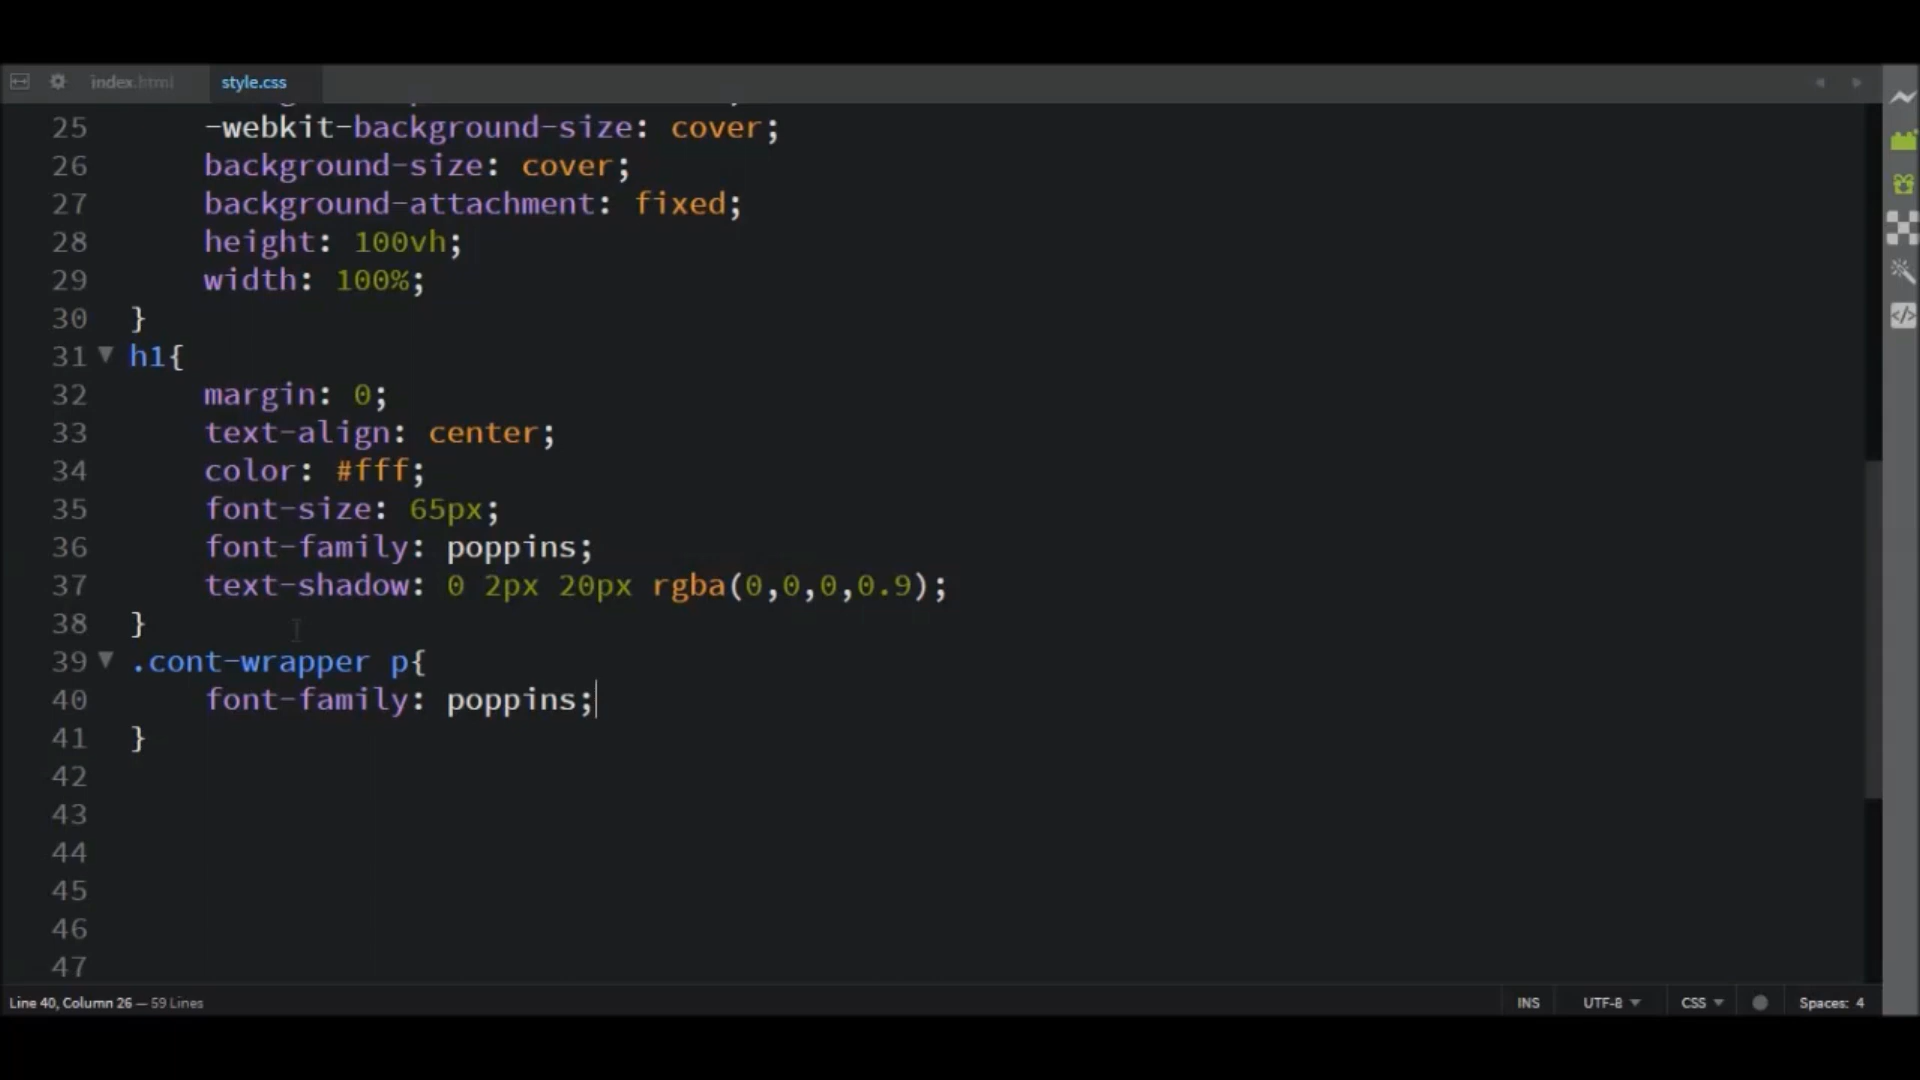 index.html
style.css
25 -webkit-background-size: cover;
26 background-size: cover;
27 background-attachment: fixed;
28 height: 100vh;
29 width: 100%;
30 }
31 h1{
32 margin: 0;
33 text-align: center;
34 color: #fff;
35 font-size: 65px;
36 font-family: poppins;
37 text-shadow: 0 2px 20px rgba(0,0,0,0.9);
38 }
39 .cont-wrapper p{
40 font-family: poppins;
41 }
42
43
44
45
46
47
Line 40, Column 26 — 59 Lines
INS
UTF-8
CSS
Spaces: 4